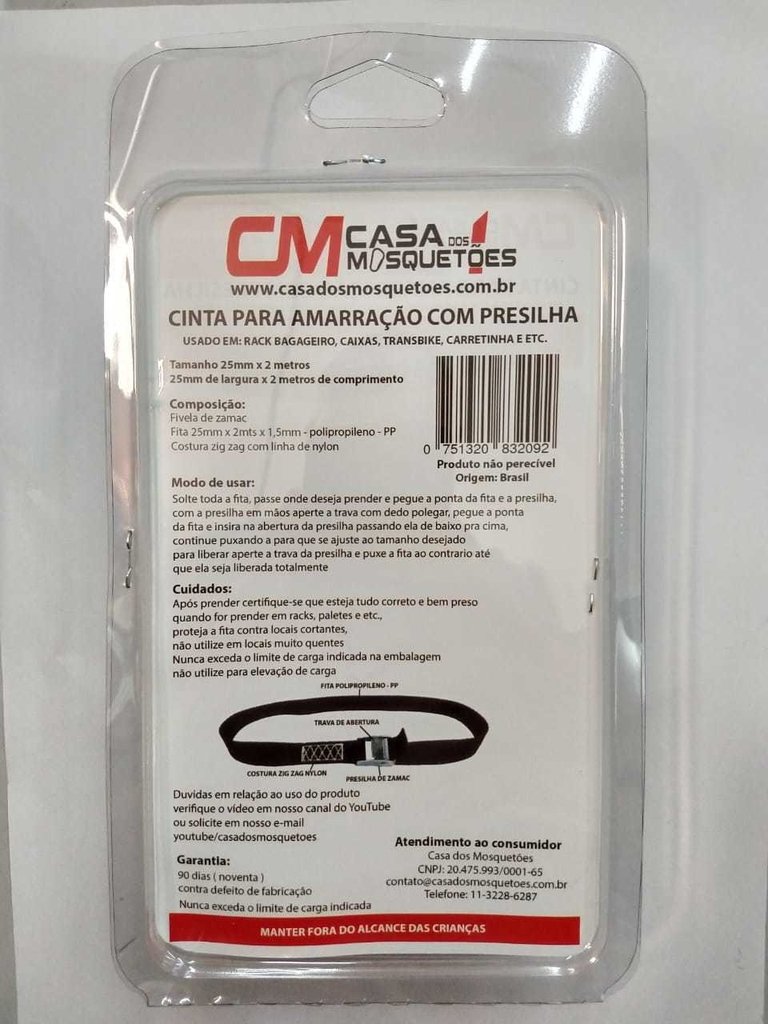 CM CASA DOS MOSQUETÕES
www.casadosmosquetoes.com.br
CINTA PARA AMARRAÇÃO COM PRESILHA
USADO EM: RACK BAGAGEIRO, CAIXAS, TRANSBIKE, CARRETINHA E ETC.
Tamanho 25mm x 2 metros
25mm de largura x 2 metros de comprimento
Composição:
Fivela de zamac
Fita 25mm x 2mts x 1,5mm - polipropileno - PP
Costura zig zag com linha de nylon
0 751320 832092
Produto não perecível
Origem: Brasil
Modo de usar:
Solte toda a fita, passe onde deseja prender e pegue a ponta da fita e a presilha,
com a presilha em mãos aperte a trava com dedo polegar, pegue a ponta
da fita e insira na abertura da presilha passando ela de baixo pra cima,
continue puxando a para que se ajuste ao tamanho desejado
para liberar aperte a trava da presilha e puxe a fita ao contrario até
que ela seja liberada totalmente
Cuidados:
Após prender certifique-se que esteja tudo correto e bem preso
quando for prender em racks, paletes e etc.,
proteja a fita contra locais cortantes,
não utilize em locais muito quentes
Nunca exceda o limite de carga indicada na embalagem
não utilize para elevação de carga
FITA POLIPROPILENO - PP
TRAVA DE ABERTURA
COSTURA ZIG ZAG NYLON
PRESILHA DE ZAMAC
Duvidas em relação ao uso do produto
verifique o vídeo em nosso canal do YouTube
ou solicite em nosso e-mail
youtube/casadosmosquetoes
Garantia:
90 dias ( noventa )
contra defeito de fabricação
Nunca exceda o limite de carga indicada
Atendimento ao consumidor
Casa dos Mosquetões
CNPJ: 20.475.993/0001-65
contato@casadosmosquetoes.com.br
Telefone: 11-3228-6287
MANTER FORA DO ALCANCE DAS CRIANÇAS